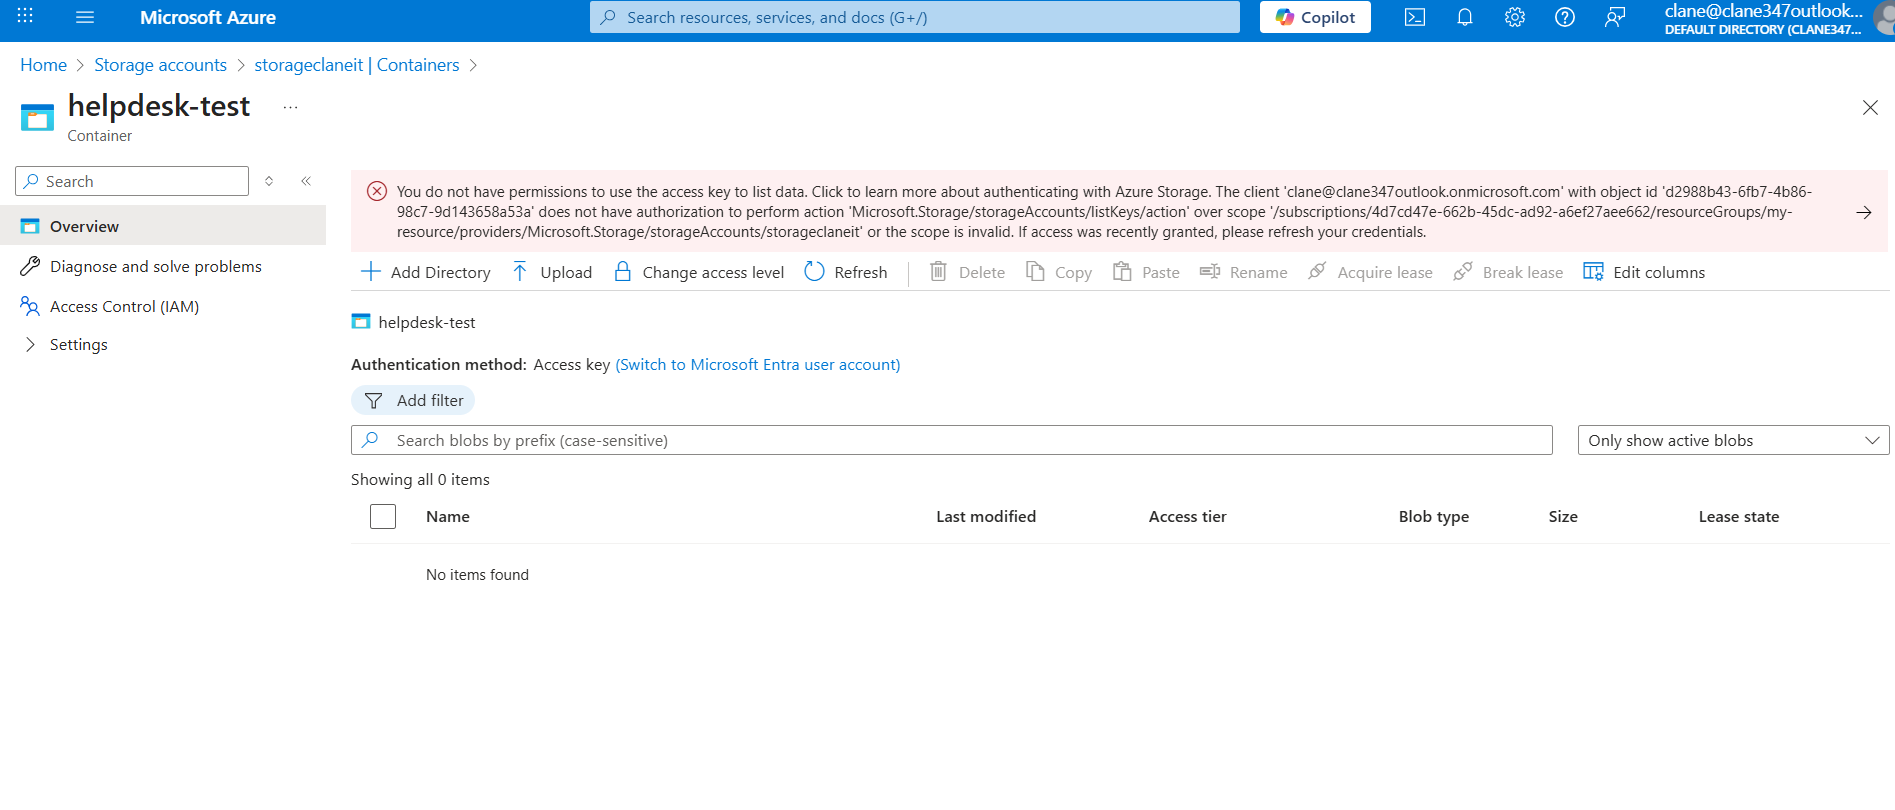 Microsoft Azure
Search resources, services, and docs (G+/)
Copilot
clane@clane347outlook...
DEFAULT DIRECTORY (CLANE347...
Home > Storage accounts > storageclaneit | Containers >
helpdesk-test ...
Container
Search
Overview
Diagnose and solve problems
Access Control (IAM)
Settings
You do not have permissions to use the access key to list data. Click to learn more about authenticating with Azure Storage. The client 'clane@clane347outlook.onmicrosoft.com' with object id 'd2988b43-6fb7-4b86-
98c7-9d143658a53a' does not have authorization to perform action 'Microsoft.Storage/storageAccounts/listKeys/action' over scope '/subscriptions/4d7cd47e-662b-45dc-ad92-a6ef27aee662/resourceGroups/my-
resource/providers/Microsoft.Storage/storageAccounts/storageclaneit' or the scope is invalid. If access was recently granted, please refresh your credentials.
Add Directory Upload Change access level Refresh Delete Copy Paste Rename Acquire lease Break lease Edit columns
helpdesk-test
Authentication method: Access key (Switch to Microsoft Entra user account)
Add filter
Search blobs by prefix (case-sensitive) Only show active blobs
Showing all 0 items
Name Last modified Access tier Blob type Size Lease state
No items found